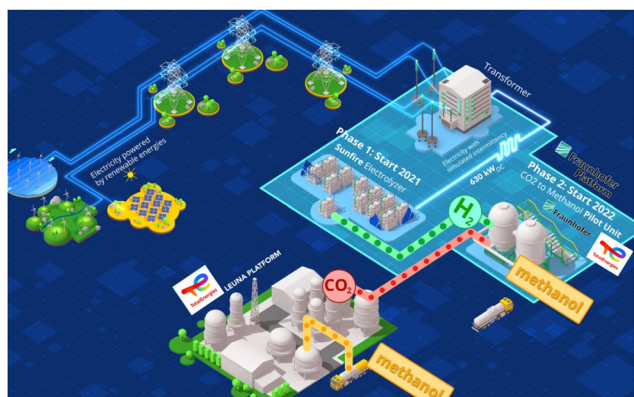 Electricity powered
by renewable energies
Transformer
Phase 1: Start 2021
Sunfire Electrolyzer
Electricity with
simulated intermittency
630 kW DC
Fraunhofer
Platform
Phase 2: Start 2022
CO2 to Methanol Pilot Unit
Fraunhofer
H2
TotalEnergies
methanol
CO2
LEUNA PLATFORM
TotalEnergies
methanol